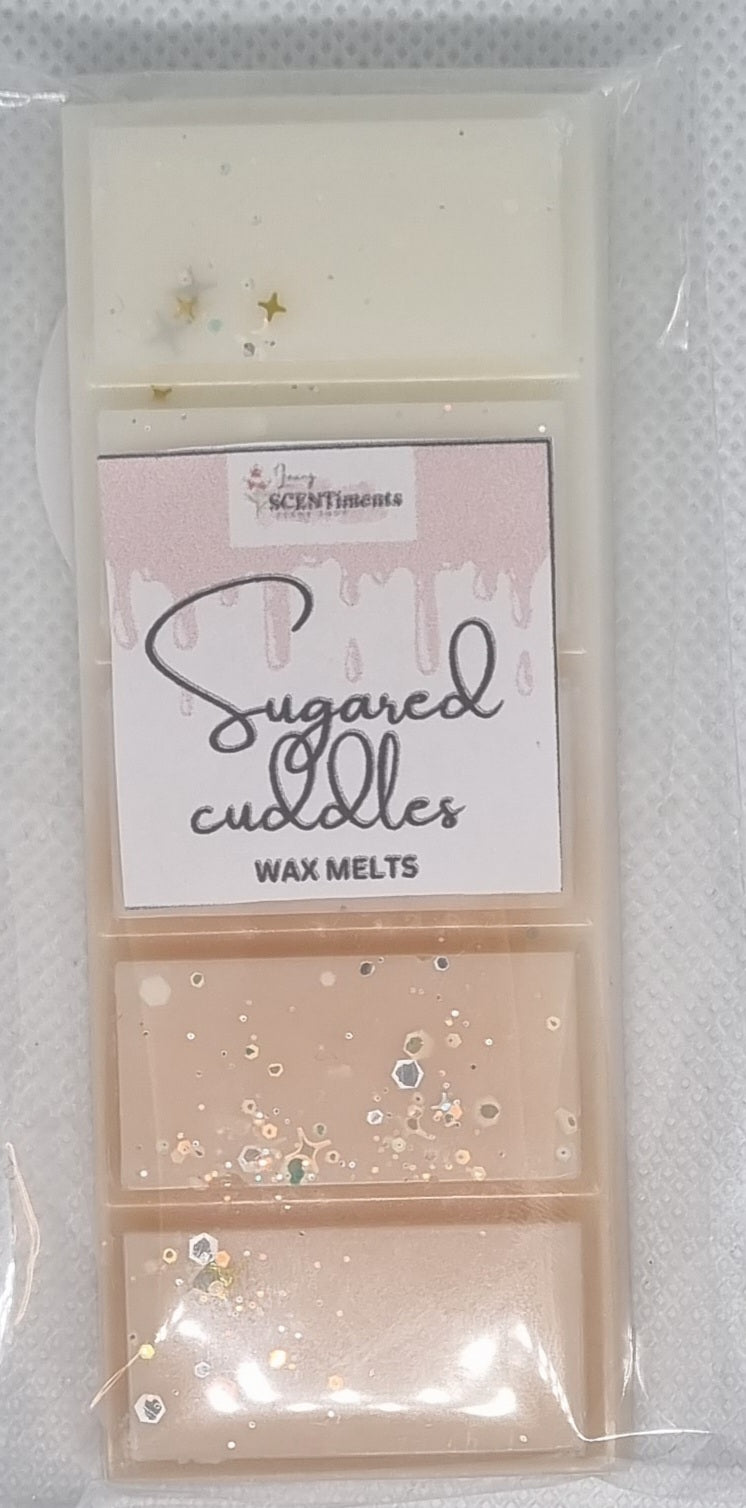 SCENTiments
Sugared
cuddles
WAX MELTS